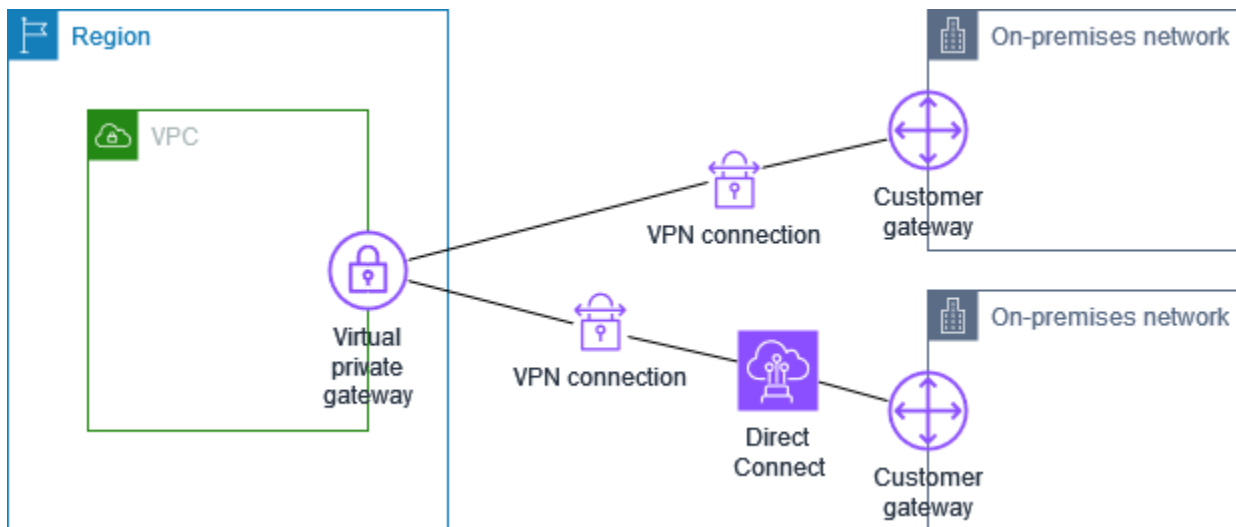 Region
On-premises network
VPC
Customer
gateway
VPN connection
On-premises network
Virtual
private
gateway
VPN connection
Direct
Connect
Customer
gateway